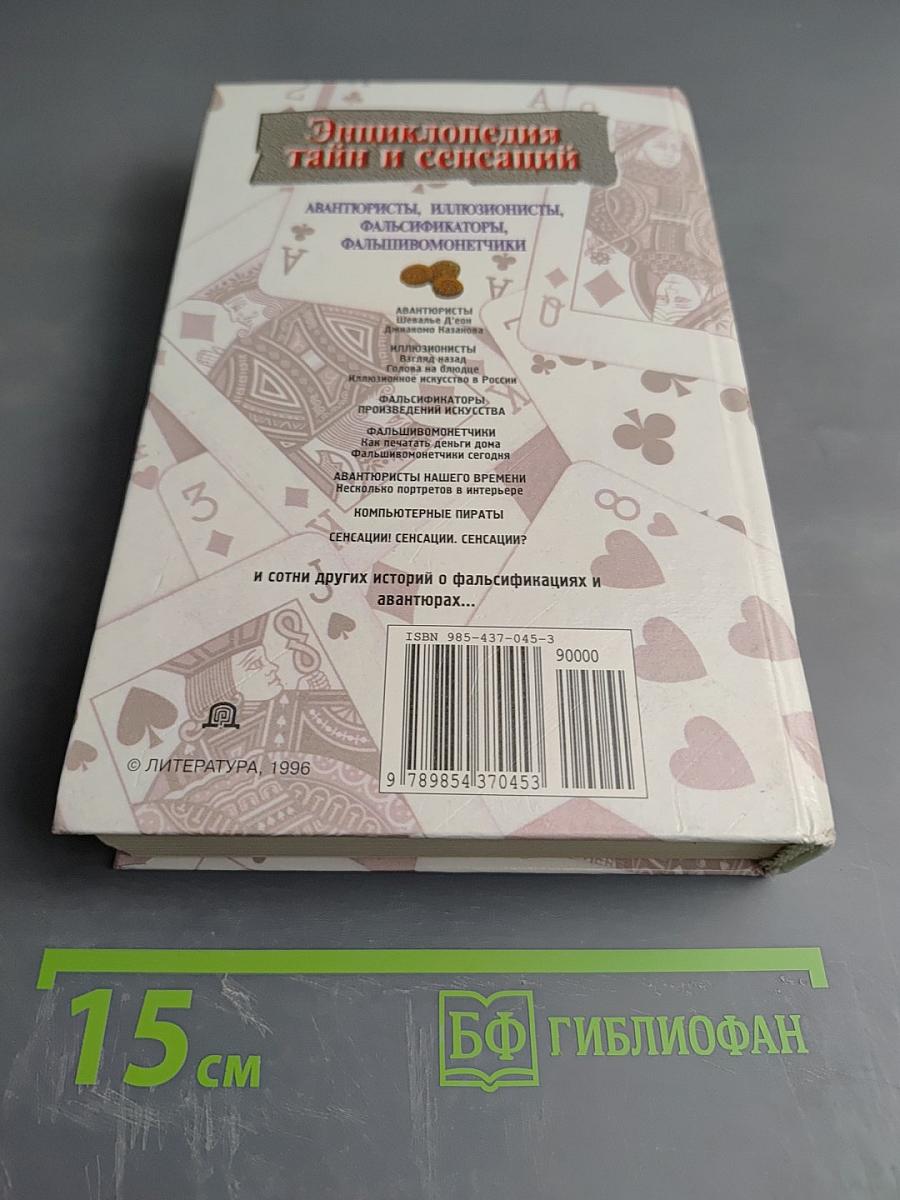 Энциклопедия
тайн и сенсаций
АВАНТЮРИСТЫ, ИЛЛЮЗИОНИСТЫ,
ФАЛЬСИФИКАТОРЫ,
ФАЛЬШИВОМОНЕТЧИКИ
АВАНТЮРИСТЫ
Шевалье Д'еон
Джиакомо Казанова
ИЛЛЮЗИОНИСТЫ
Взгляд назад
Голова на блюдце
Иллюзионное искусство в России
ФАЛЬСИФИКАТОРЫ
ПРОИЗВЕДЕНИЙ ИСКУССТВА
ФАЛЬШИВОМОНЕТЧИКИ
Как печатать деньги дома
Фальшивомонетчики сегодня
АВАНТЮРИСТЫ НАШЕГО ВРЕМЕНИ
Несколько портретов в интерьере
КОМПЬЮТЕРНЫЕ ПИРАТЫ
СЕНСАЦИИ! СЕНСАЦИИ. СЕНСАЦИИ?
и сотни других историй о фальсификациях и
авантюрах...
ISBN 985-437-045-3
90000
9 789854 370453
© ЛИТЕРАТУРА, 1996
15 см
БФ ГИБЛИОФАН